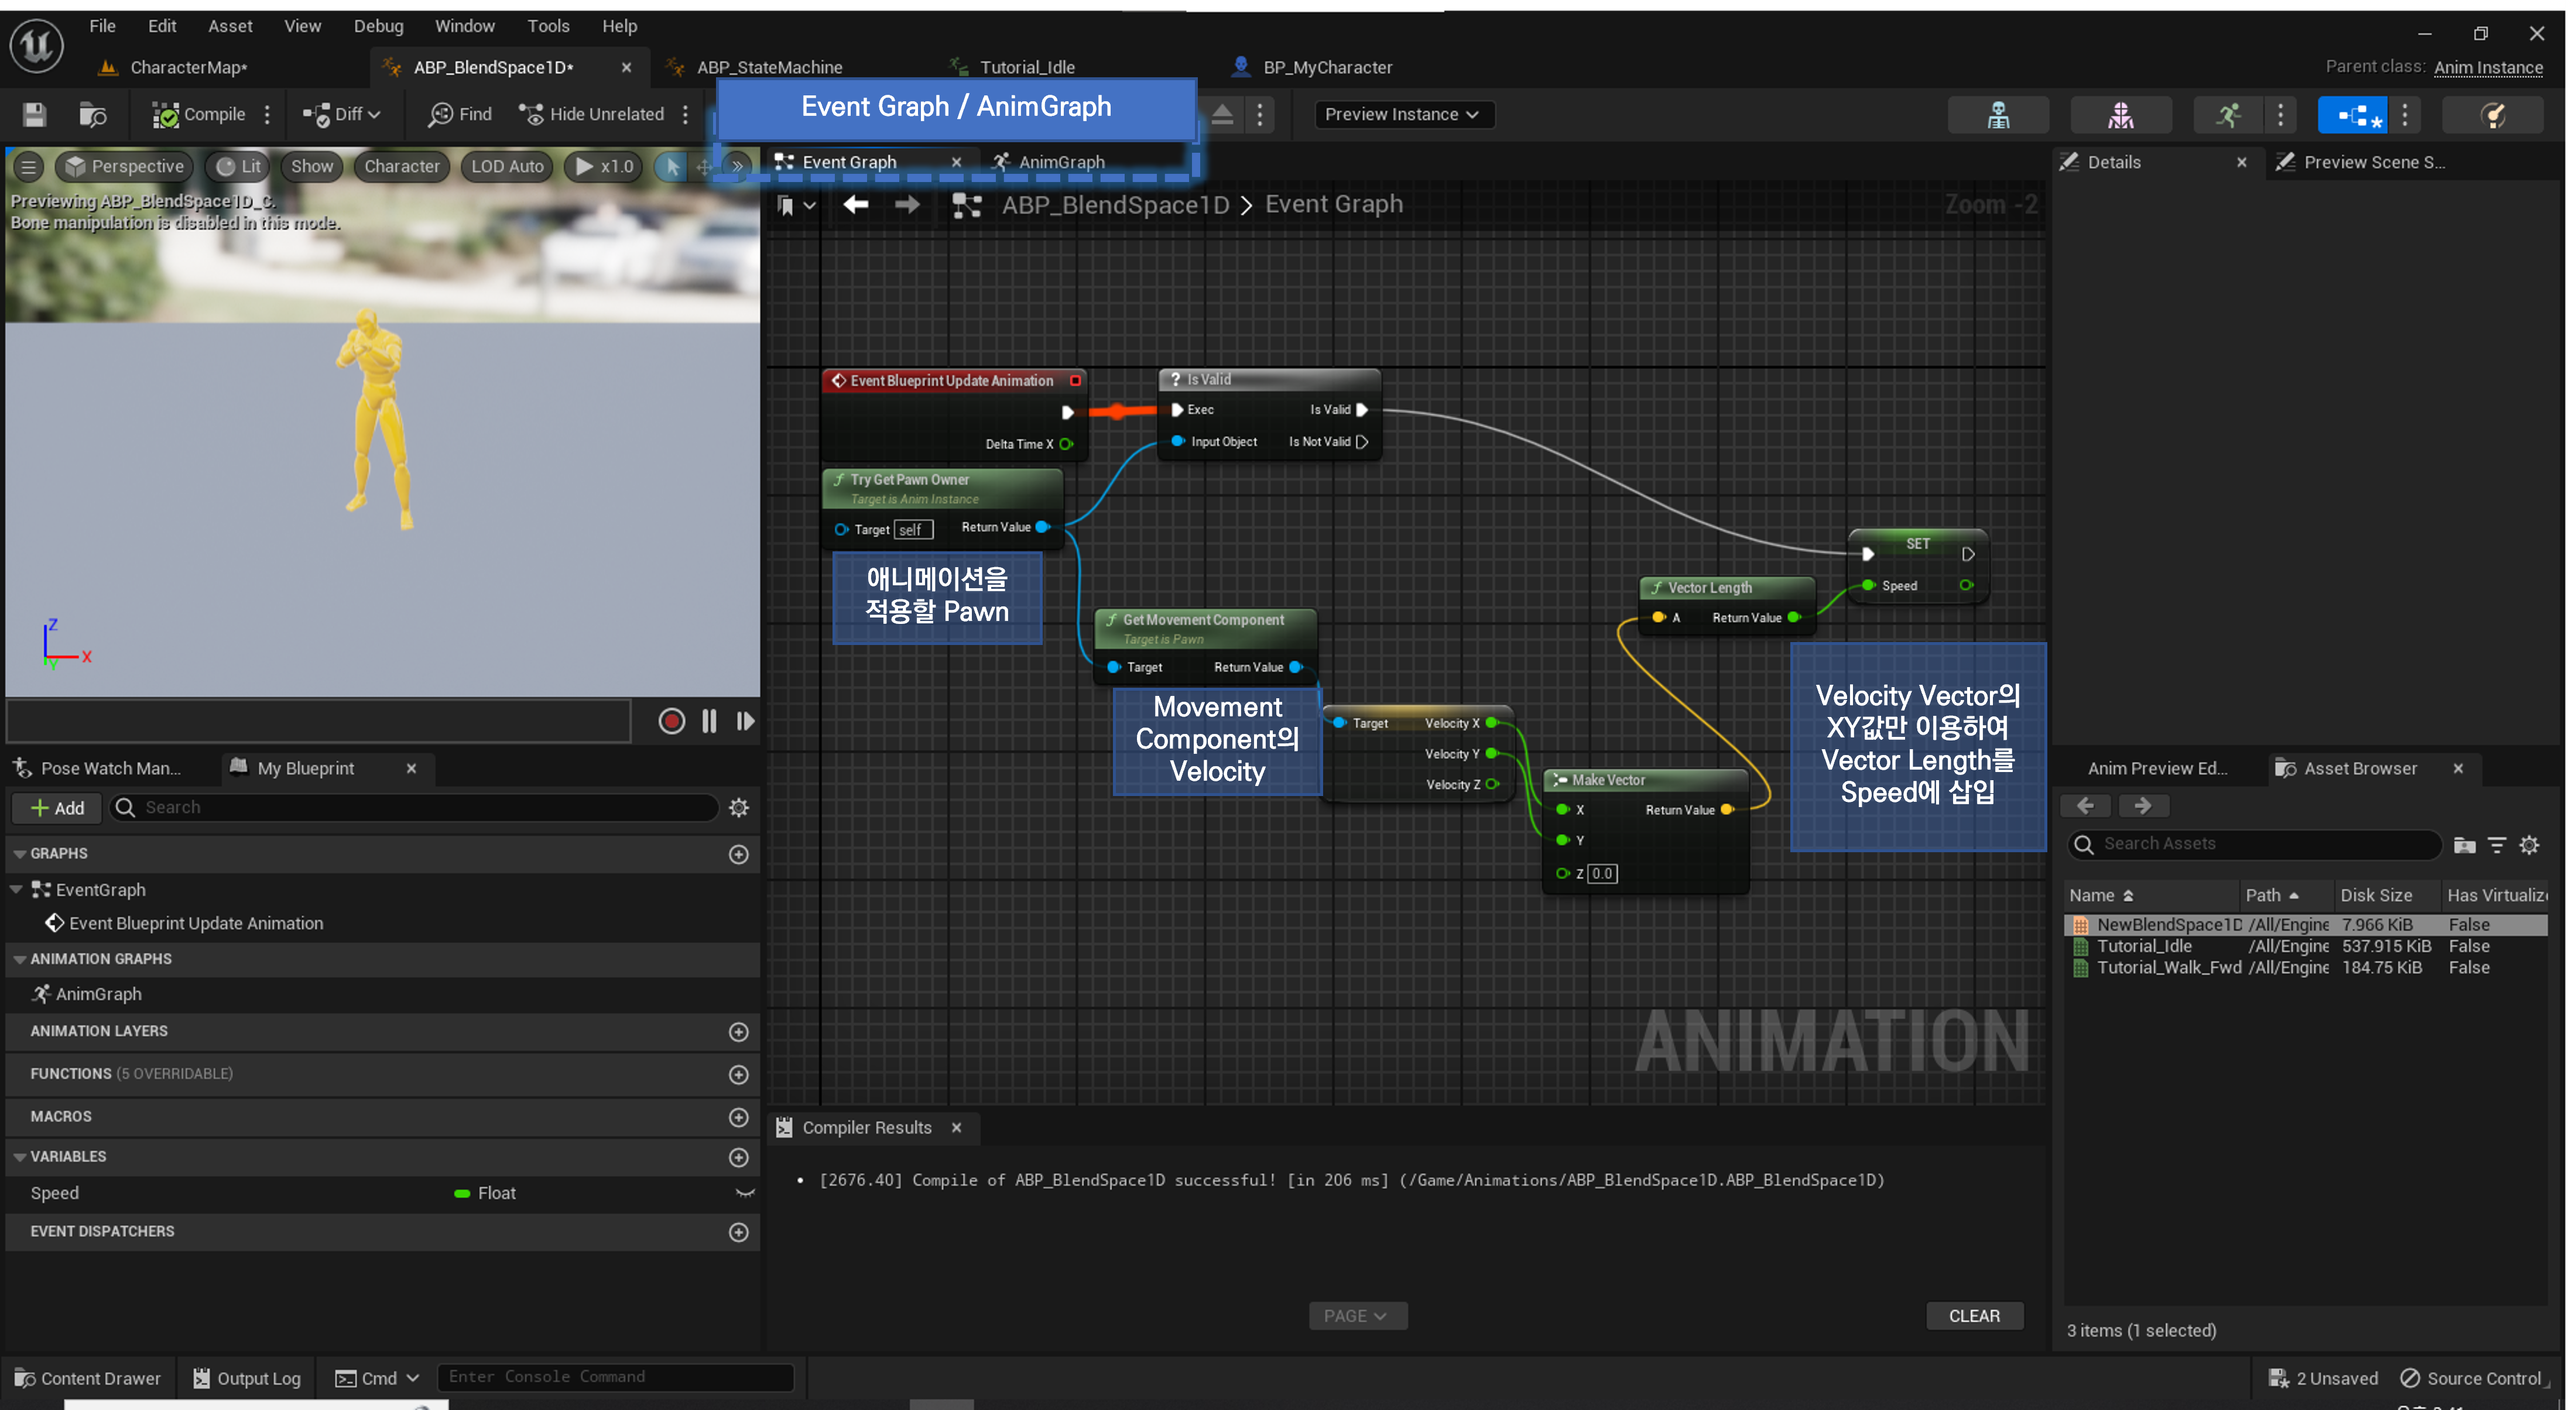 File Edit Asset View Debug Window Tools Help
CharacterMap* ABP_BlendSpace1D* ABP_StateMachine Tutorial_Idle BP_MyCharacter Parent class: Anim Instance
Compile Diff Find Hide Unrelated Preview Instance
Event Graph / AnimGraph
Perspective Lit Show Character LOD Auto x1.0
Previewing ABP_BlendSpace1D_C.
Bone manipulation is disabled in this mode.
Z
X
Y
Event Graph AnimGraph
ABP_BlendSpace1D > Event Graph
Zoom -2
Event Blueprint Update Animation
Delta Time X
Is Valid
Exec Is Valid
Input Object Is Not Valid
Try Get Pawn Owner
Target is Anim Instance
Target self Return Value
애니메이션을
적용할 Pawn
Get Movement Component
Target is Pawn
Target Return Value
Movement
Component의
Velocity
Target Velocity X
Velocity Y
Velocity Z
Make Vector
X Return Value
Y
Z 0.0
Vector Length
A Return Value
SET
Speed
Velocity Vector의
XY값만 이용하여
Vector Length를
Speed에 삽입
ANIMATION
Pose Watch Man... My Blueprint
Add Search
GRAPHS
EventGraph
Event Blueprint Update Animation
ANIMATION GRAPHS
AnimGraph
ANIMATION LAYERS
FUNCTIONS (5 OVERRIDABLE)
MACROS
VARIABLES
Speed Float
EVENT DISPATCHERS
Compiler Results
[2676.40] Compile of ABP_BlendSpace1D successful! [in 206 ms] (/Game/Animations/ABP_BlendSpace1D.ABP_BlendSpace1D)
PAGE CLEAR
Details Preview Scene S...
Anim Preview Ed... Asset Browser
Search Assets
Name Path Disk Size Has Virtualiz
NewBlendSpace1D /All/Engine 7.966 KiB False
Tutorial_Idle /All/Engine 537.915 KiB False
Tutorial_Walk_Fwd /All/Engine 184.75 KiB False
3 items (1 selected)
Content Drawer Output Log Cmd Enter Console Command 2 Unsaved Source Control